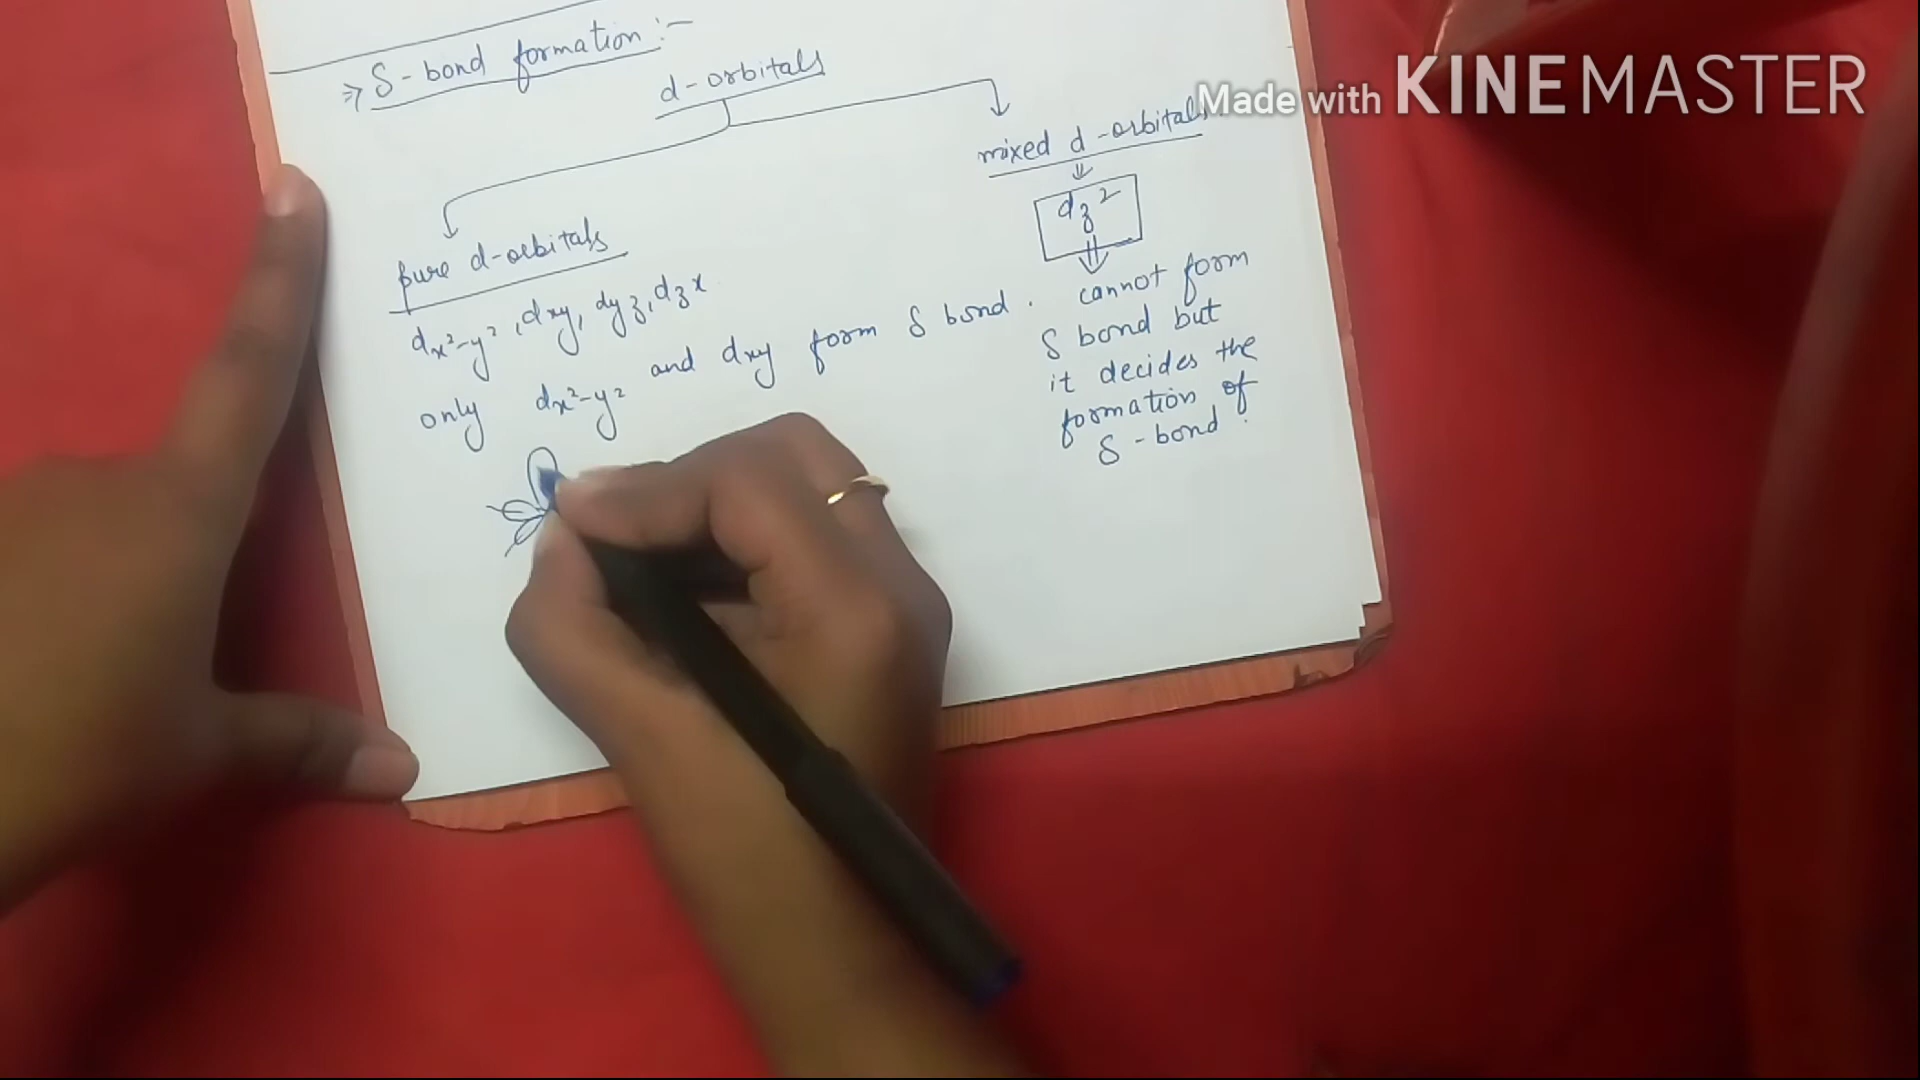 ⇒ δ-bond formation :-
d-orbitals
pure d-orbitals
dx²-y², dxy, dyz, dzx
only dx²-y² and dxy form δ bond.
mixed d-orbitals
dz²
cannot form
δ bond but
it decides the
formation of
δ-bond.
Made with KINEMASTER